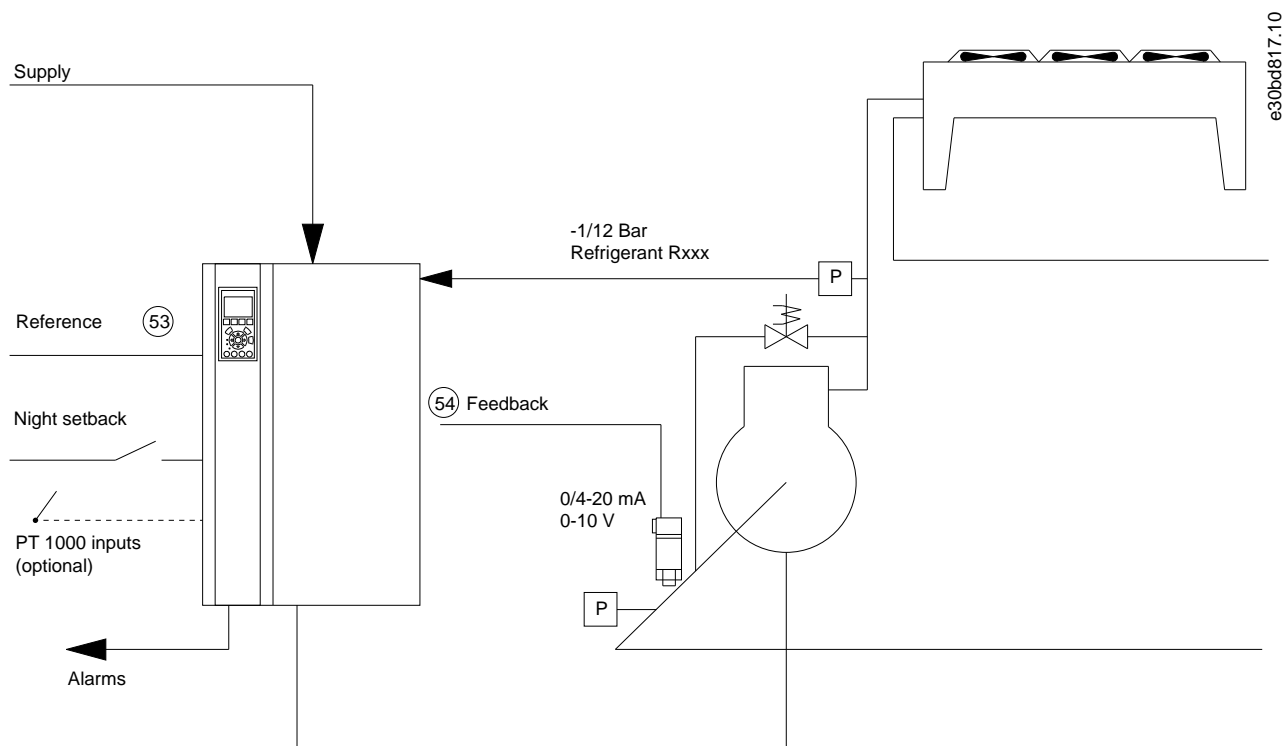 Supply
e30bd817.10
-1/12 Bar
Refrigerant Rxxx
P
Reference 53
54 Feedback
Night setback
0/4-20 mA
0-10 V
PT 1000 inputs
(optional)
P
Alarms